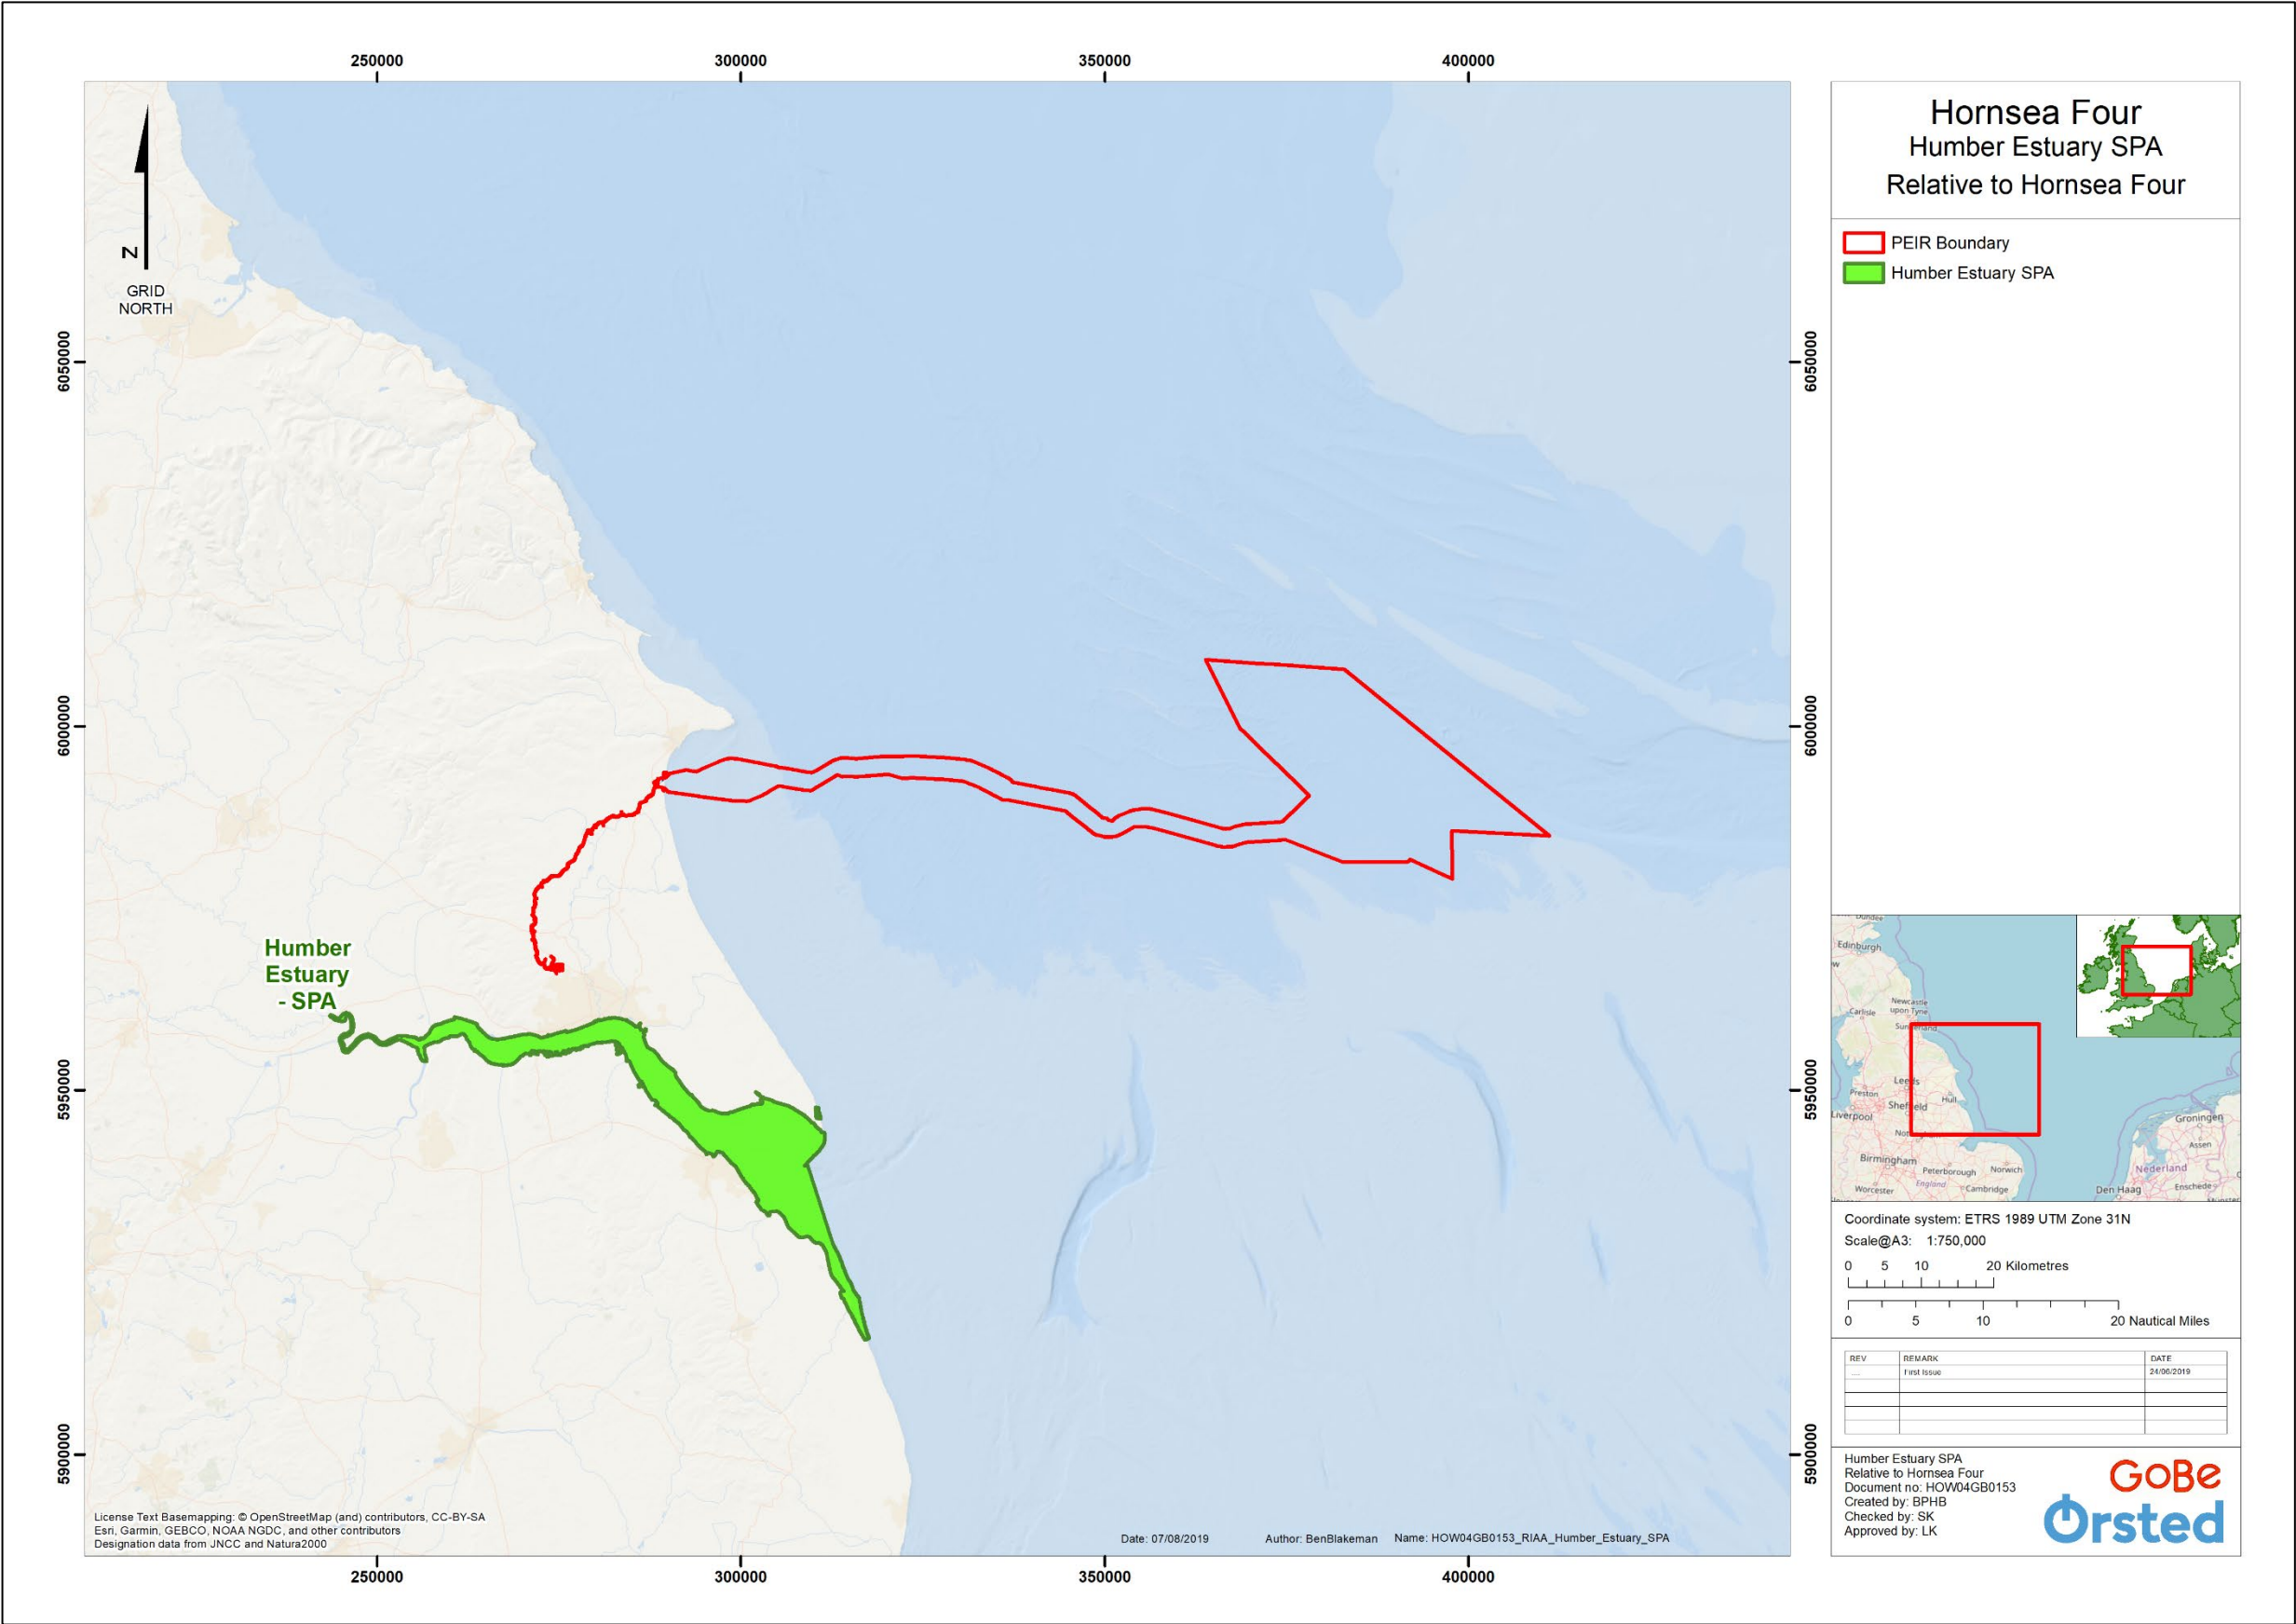 250000
300000
350000
400000
N
GRID
NORTH
6050000
6050000
6000000
6000000
5950000
5950000
5900000
5900000
Humber
Estuary
- SPA
License Text Basemapping: © OpenStreetMap (and) contributors, CC-BY-SA
Esri, Garmin, GEBCO, NOAA NGDC, and other contributors
Designation data from JNCC and Natura2000
Date: 07/08/2019 Author: BenBlakeman Name: HOW04GB0153_RIAA_Humber_Estuary_SPA
250000
300000
350000
400000
Hornsea Four
Humber Estuary SPA
Relative to Hornsea Four
PEIR Boundary
Humber Estuary SPA
Dundee
Edinburgh
Newcastle
upon Tyne
Carlisle
Sunderland
Leeds
Preston
Hull
Sheffield
Liverpool
Groningen
Assen
Birmingham
Peterborough
Norwich
Nederland
England
Worcester
Cambridge
Den Haag
Enschede
Coordinate system: ETRS 1989 UTM Zone 31N
Scale@A3: 1:750,000
0 5 10 20 Kilometres
0 5 10 20 Nautical Miles
REV REMARK DATE
First Issue 24/06/2019
Humber Estuary SPA
Relative to Hornsea Four
Document no: HOW04GB0153
Created by: BPHB
Checked by: SK
Approved by: LK
GoBe
Ørsted